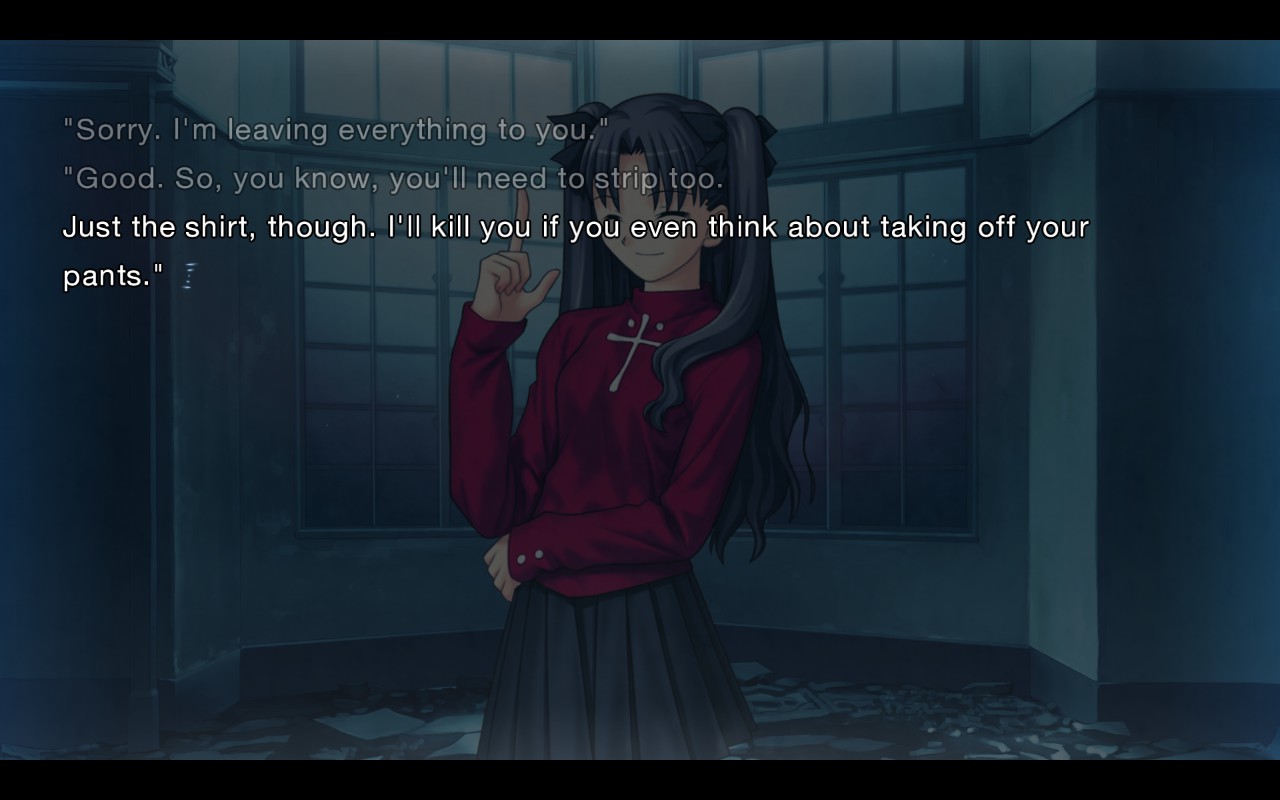 "Sorry. I'm leaving everything to you."
"Good. So, you know, you'll need to strip too.
Just the shirt, though. I'll kill you if you even think about taking off your
pants."